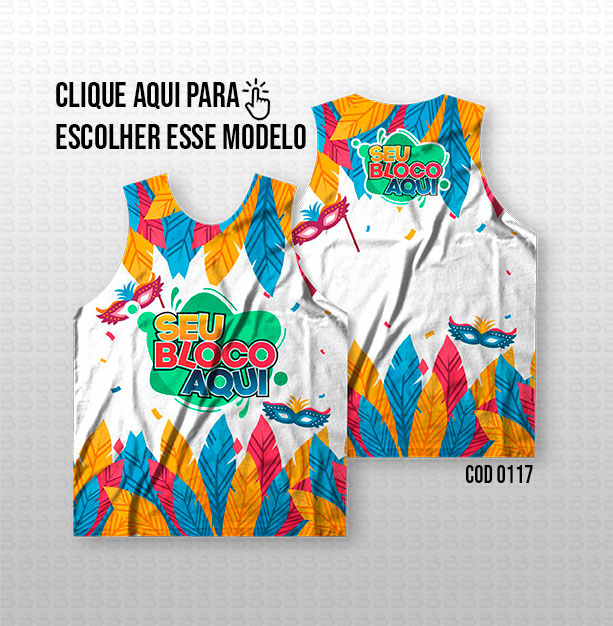 CLIQUE AQUI PARA
ESCOLHER ESSE MODELO
SEU
BLOCO
AQUI
SEU
BLOCO
AQUI
COD 0117